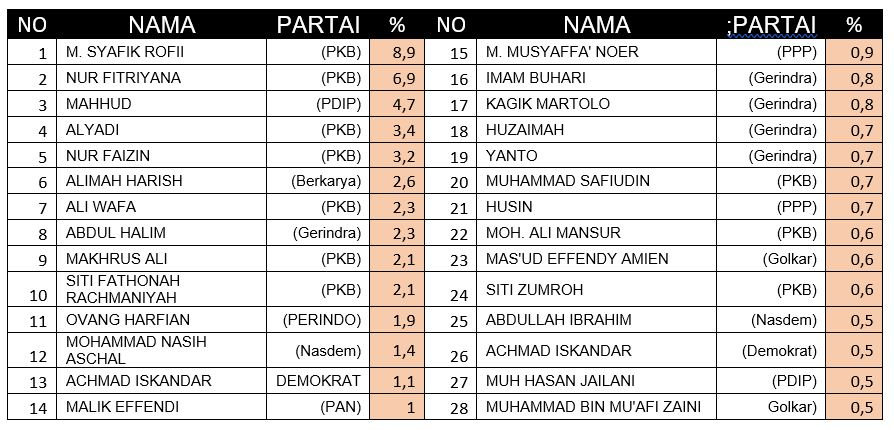 NO NAMA PARTAI % NO NAMA ;PARTAI %
1 M. SYAFIK ROFII (PKB) 8,9 15 M. MUSYAFFA' NOER (PPP) 0,9
2 NUR FITRIYANA (PKB) 6,9 16 IMAM BUHARI (Gerindra) 0,8
3 MAHHUD (PDIP) 4,7 17 KAGIK MARTOLO (Gerindra) 0,8
4 ALYADI (PKB) 3,4 18 HUZAIMAH (Gerindra) 0,7
5 NUR FAIZIN (PKB) 3,2 19 YANTO (Gerindra) 0,7
6 ALIMAH HARISH (Berkarya) 2,6 20 MUHAMMAD SAFIUDIN (PKB) 0,7
7 ALI WAFA (PKB) 2,3 21 HUSIN (PPP) 0,7
8 ABDUL HALIM (Gerindra) 2,3 22 MOH. ALI MANSUR (PKB) 0,6
9 MAKHRUS ALI (PKB) 2,1 23 MAS'UD EFFENDY AMIEN (Golkar) 0,6
SITI FATHONAH
10 RACHMANIYAH (PKB) 2,1 24 SITI ZUMROH (PKB) 0,6
11 OVANG HARFIAN (PERINDO) 1,9 25 ABDULLAH IBRAHIM (Nasdem) 0,5
MOHAMMAD NASIH
12 ASCHAL (Nasdem) 1,4 26 ACHMAD ISKANDAR (Demokrat) 0,5
13 ACHMAD ISKANDAR DEMOKRAT 1,1 27 MUH HASAN JAILANI (PDIP) 0,5
14 MALIK EFFENDI (PAN) 1 28 MUHAMMAD BIN MU'AFI ZAINI Golkar) 0,5